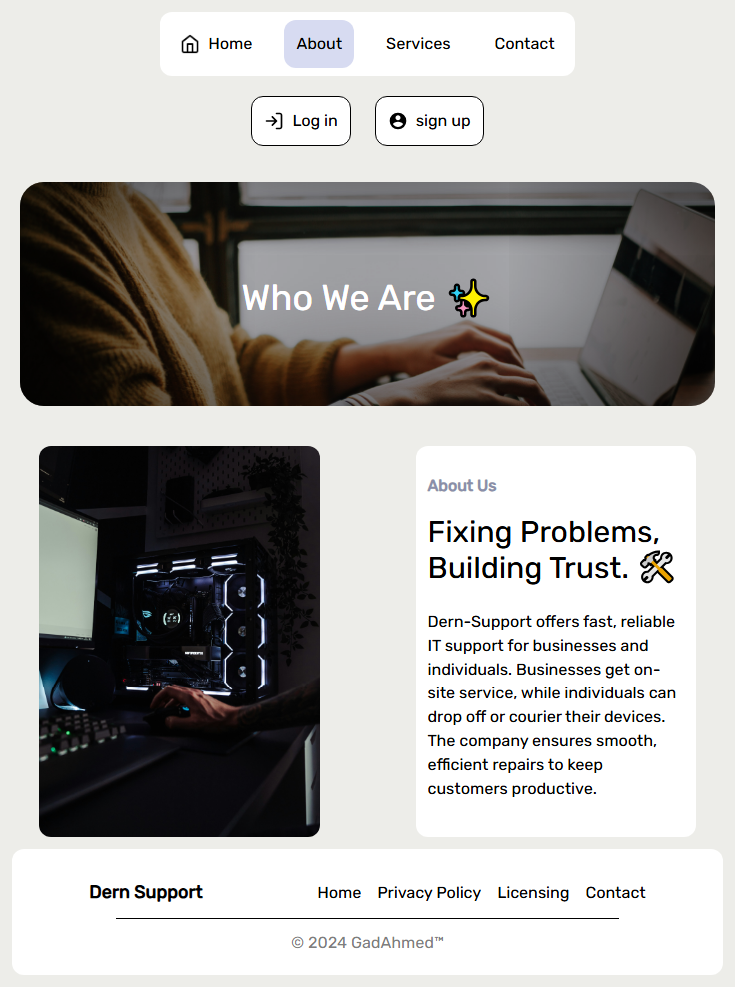 Home About Services Contact
Log in sign up
Who We Are ✨
About Us
Fixing Problems,
Building Trust. 🛠️
Dern-Support offers fast, reliable
IT support for businesses and
individuals. Businesses get on-
site service, while individuals can
drop off or courier their devices.
The company ensures smooth,
efficient repairs to keep
customers productive.
Dern Support Home Privacy Policy Licensing Contact
© 2024 GadAhmed™